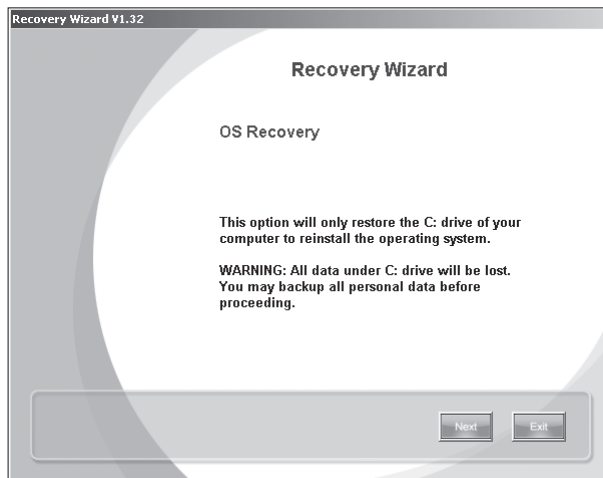 Recovery Wizard V1.32
Recovery Wizard
OS Recovery
This option will only restore the C: drive of your
computer to reinstall the operating system.
WARNING: All data under C: drive will be lost.
You may backup all personal data before
proceeding.
Next
Exit